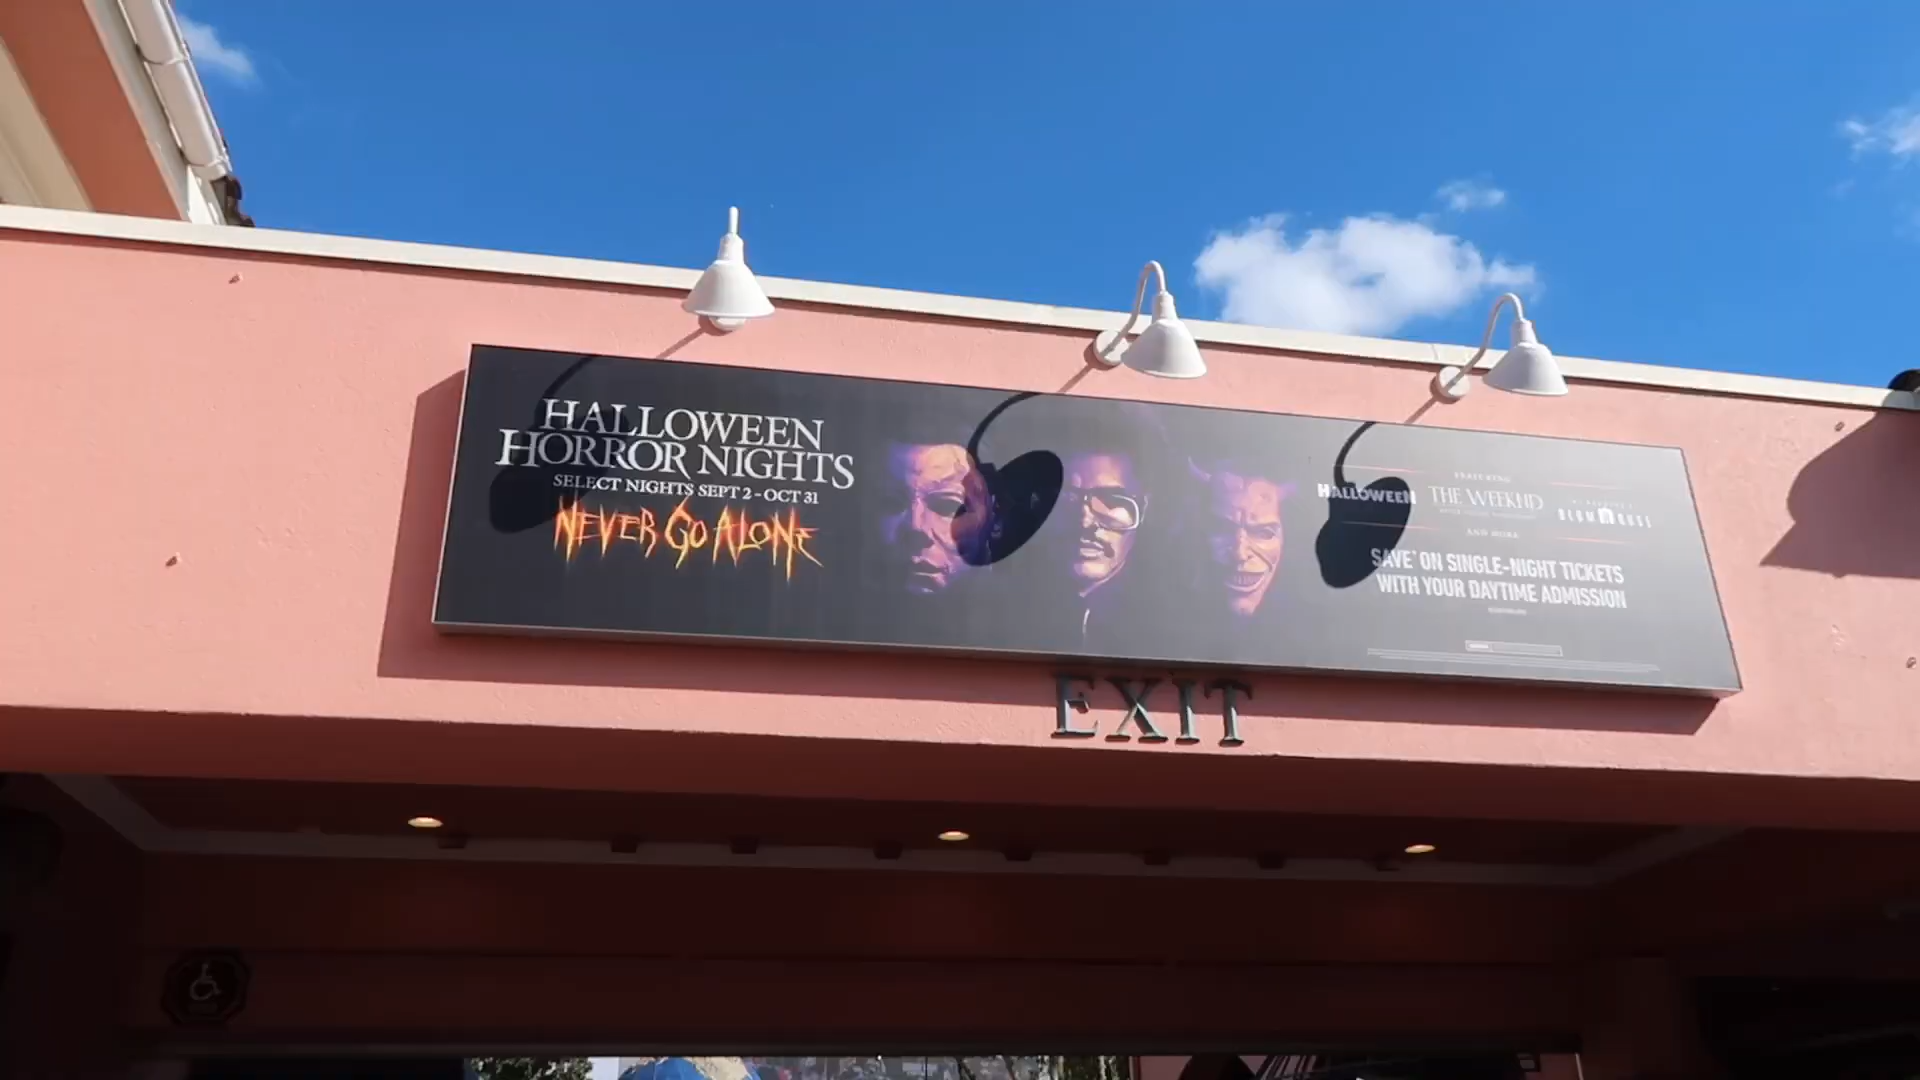 HALLOWEEN
HORROR NIGHTS
SELECT NIGHTS SEPT 2 - OCT 31
NEVER GO ALONE
FEATURING
HALLOWEEN
THE WEEKND
BLUMHOUSE
AND MORE
SAVE* ON SINGLE-NIGHT TICKETS
WITH YOUR DAYTIME ADMISSION
EXIT